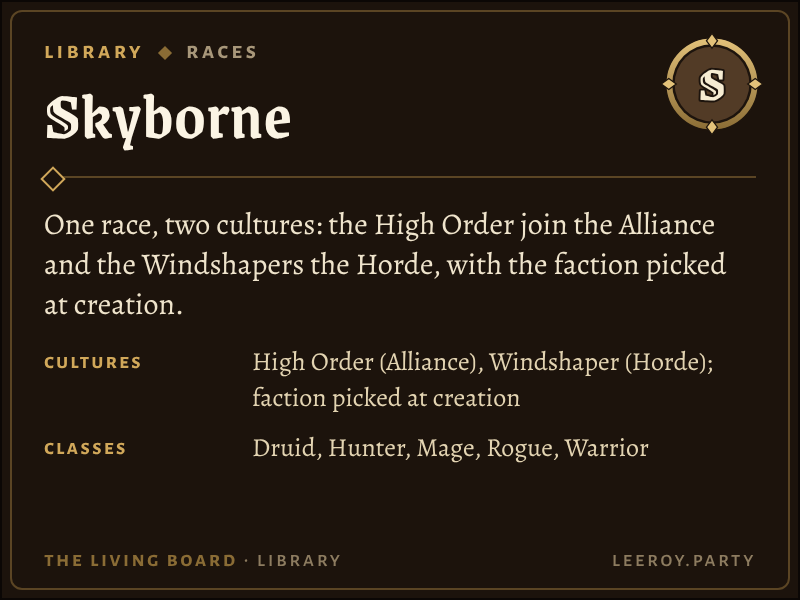 LIBRARY ◆ RACES
S
Skyborne
One race, two cultures: the High Order join the Alliance
and the Windshapers the Horde, with the faction picked
at creation.
CULTURES High Order (Alliance), Windshaper (Horde);
faction picked at creation
CLASSES Druid, Hunter, Mage, Rogue, Warrior
THE LIVING BOARD · LIBRARY LEEROY.PARTY